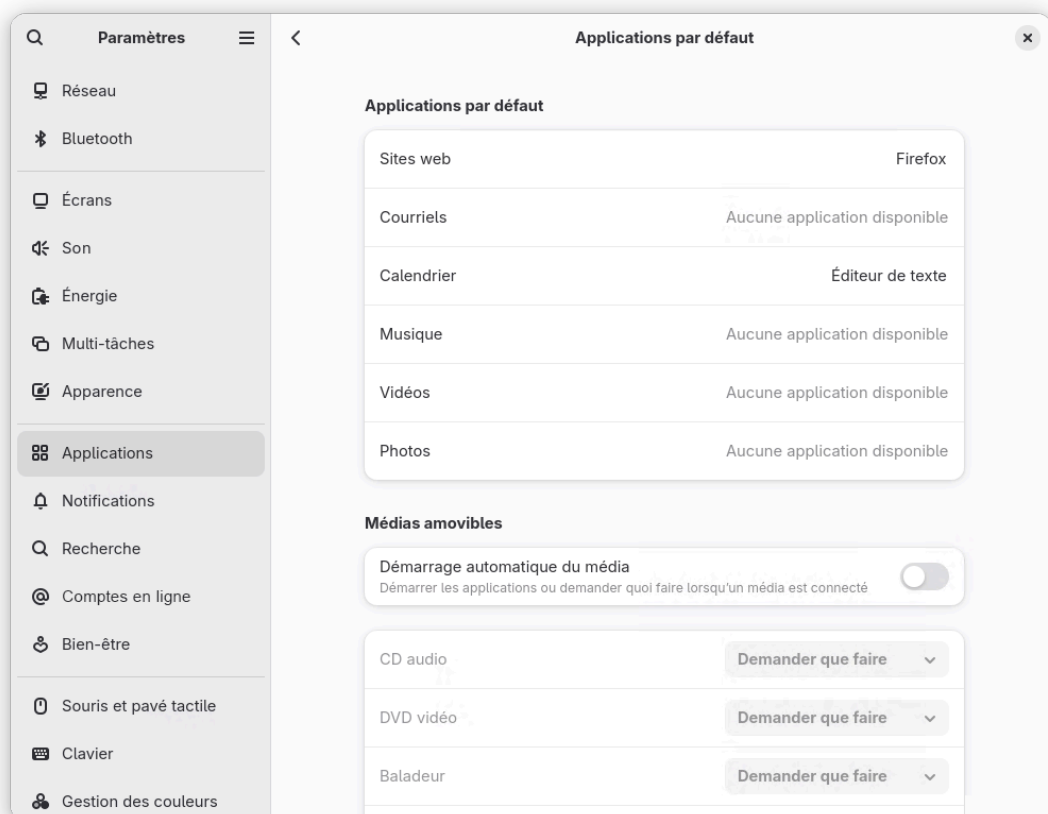 Paramètres
Réseau
Bluetooth
Écrans
Son
Énergie
Multi-tâches
Apparence
Applications
Notifications
Recherche
Comptes en ligne
Bien-être
Souris et pavé tactile
Clavier
Gestion des couleurs
Applications par défaut
Applications par défaut
Sites web Firefox
Courriels Aucune application disponible
Calendrier Éditeur de texte
Musique Aucune application disponible
Vidéos Aucune application disponible
Photos Aucune application disponible
Médias amovibles
Démarrage automatique du média
Démarrer les applications ou demander quoi faire lorsqu'un média est connecté
CD audio Demander que faire
DVD vidéo Demander que faire
Baladeur Demander que faire